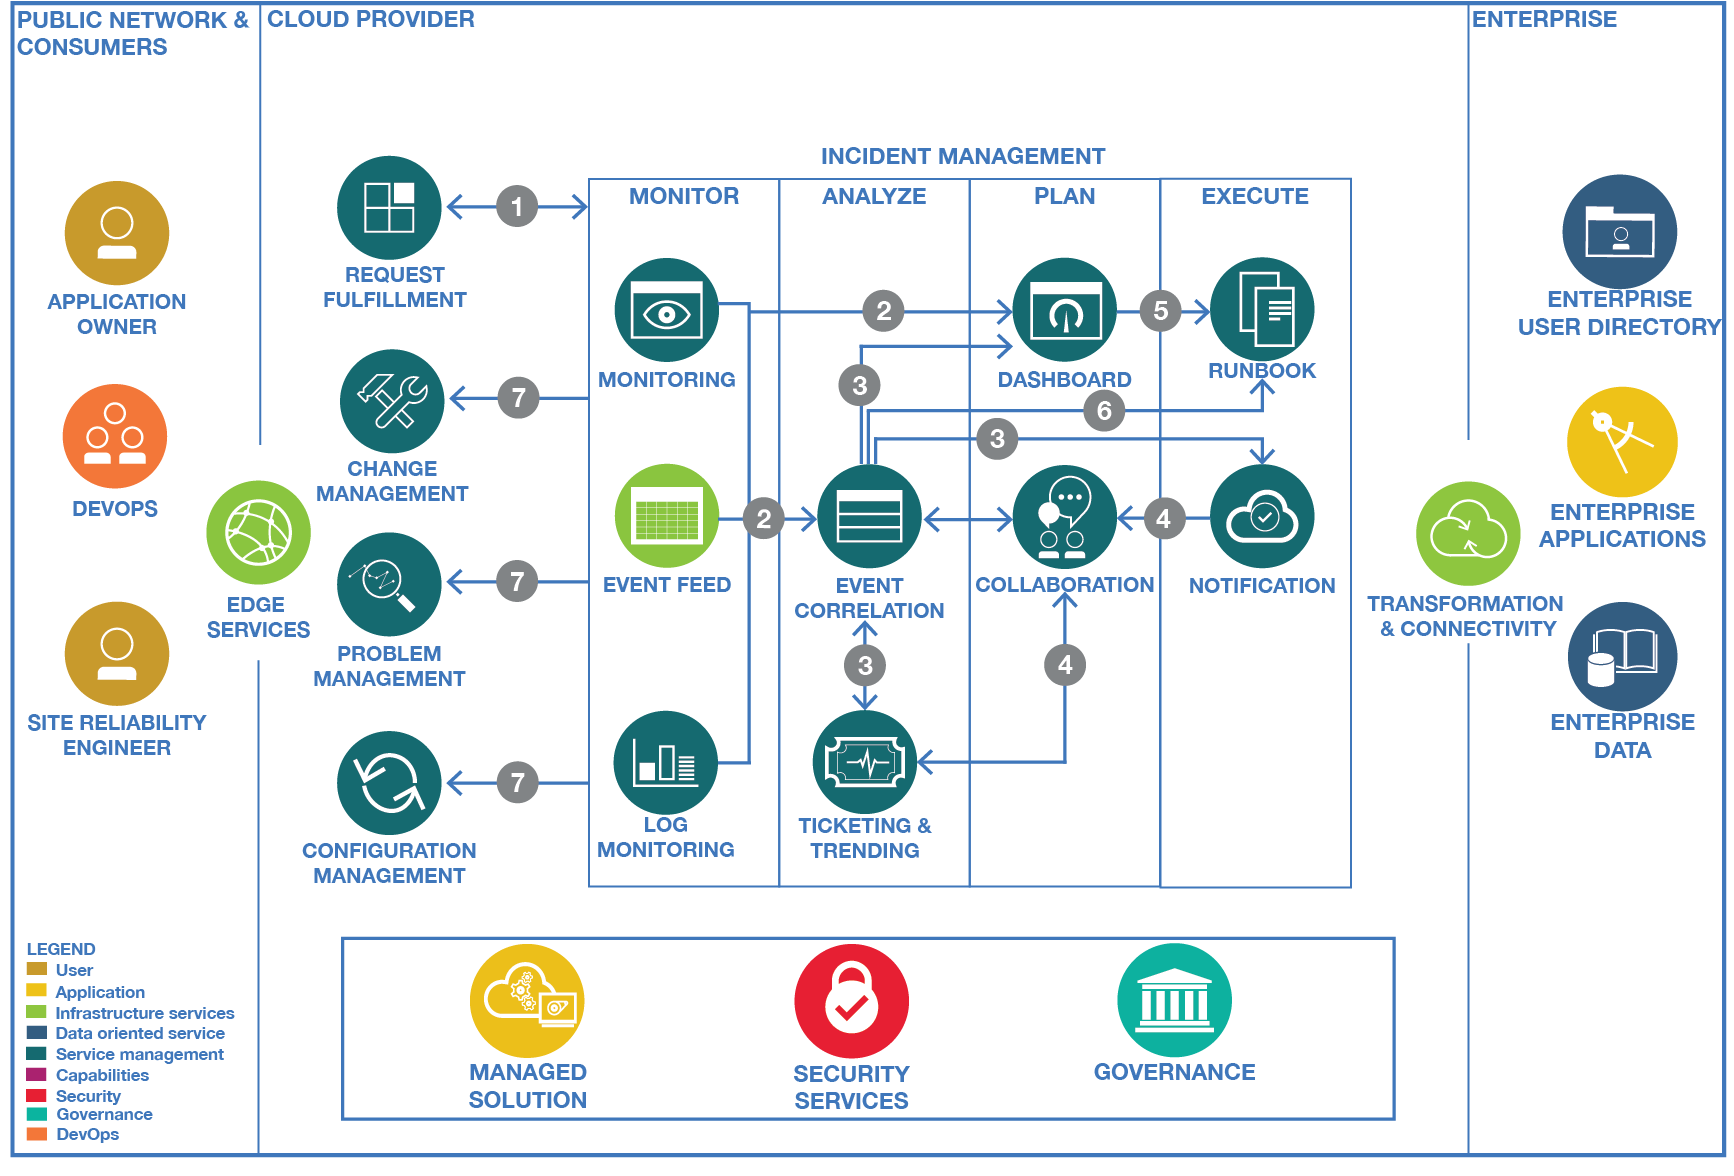 PUBLIC NETWORK &
CONSUMERS
CLOUD PROVIDER
ENTERPRISE
INCIDENT MANAGEMENT
MONITOR
ANALYZE
PLAN
EXECUTE
APPLICATION
OWNER
DEVOPS
SITE RELIABILITY
ENGINEER
EDGE
SERVICES
REQUEST
FULFILLMENT
CHANGE
MANAGEMENT
PROBLEM
MANAGEMENT
CONFIGURATION
MANAGEMENT
1
7
7
7
MONITORING
EVENT FEED
LOG
MONITORING
2
2
3
3
3
EVENT
CORRELATION
TICKETING &
TRENDING
DASHBOARD
COLLABORATION
5
6
4
4
RUNBOOK
NOTIFICATION
TRANSFORMATION
& CONNECTIVITY
ENTERPRISE
USER DIRECTORY
ENTERPRISE
APPLICATIONS
ENTERPRISE
DATA
LEGEND
User
Application
Infrastructure services
Data oriented service
Service management
Capabilities
Security
Governance
DevOps
MANAGED
SOLUTION
SECURITY
SERVICES
GOVERNANCE